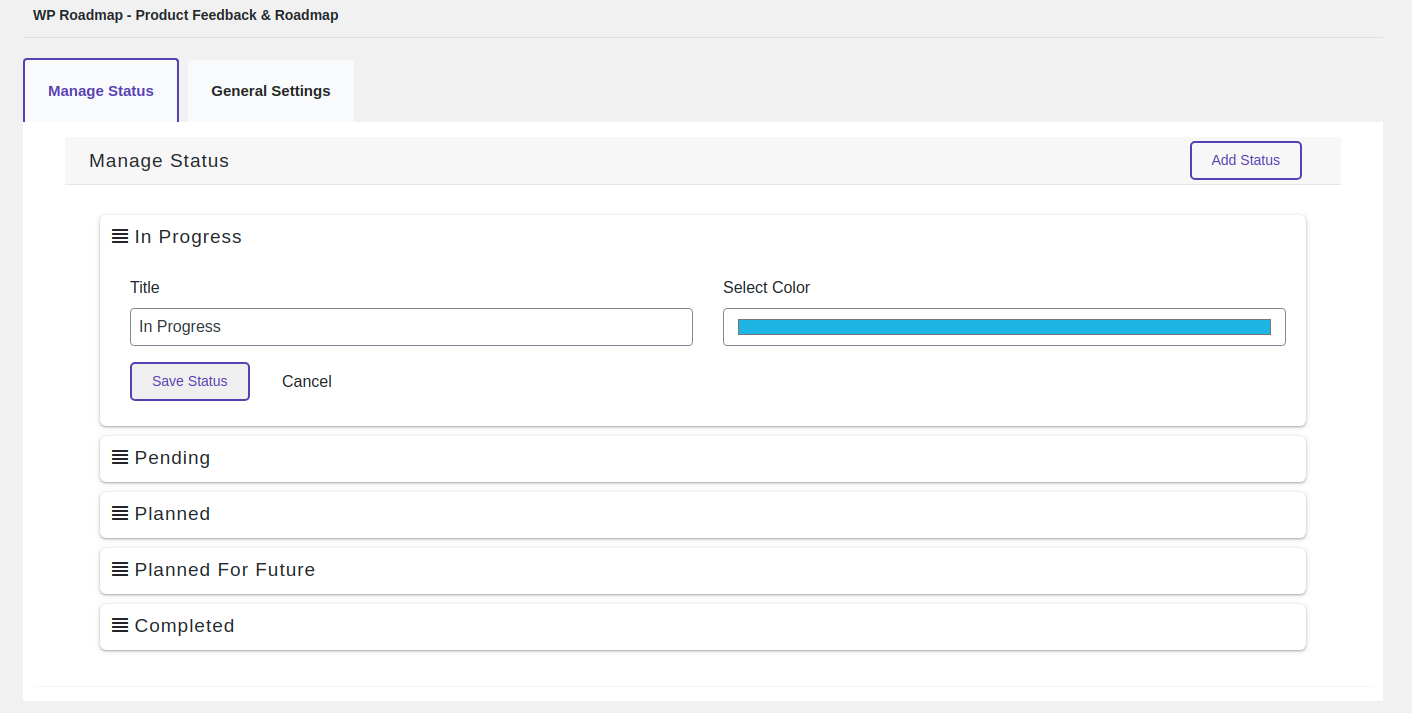 WP Roadmap - Product Feedback & Roadmap
Manage Status
General Settings
Manage Status
Add Status
In Progress
Title
Select Color
In Progress
Save Status
Cancel
Pending
Planned
Planned For Future
Completed